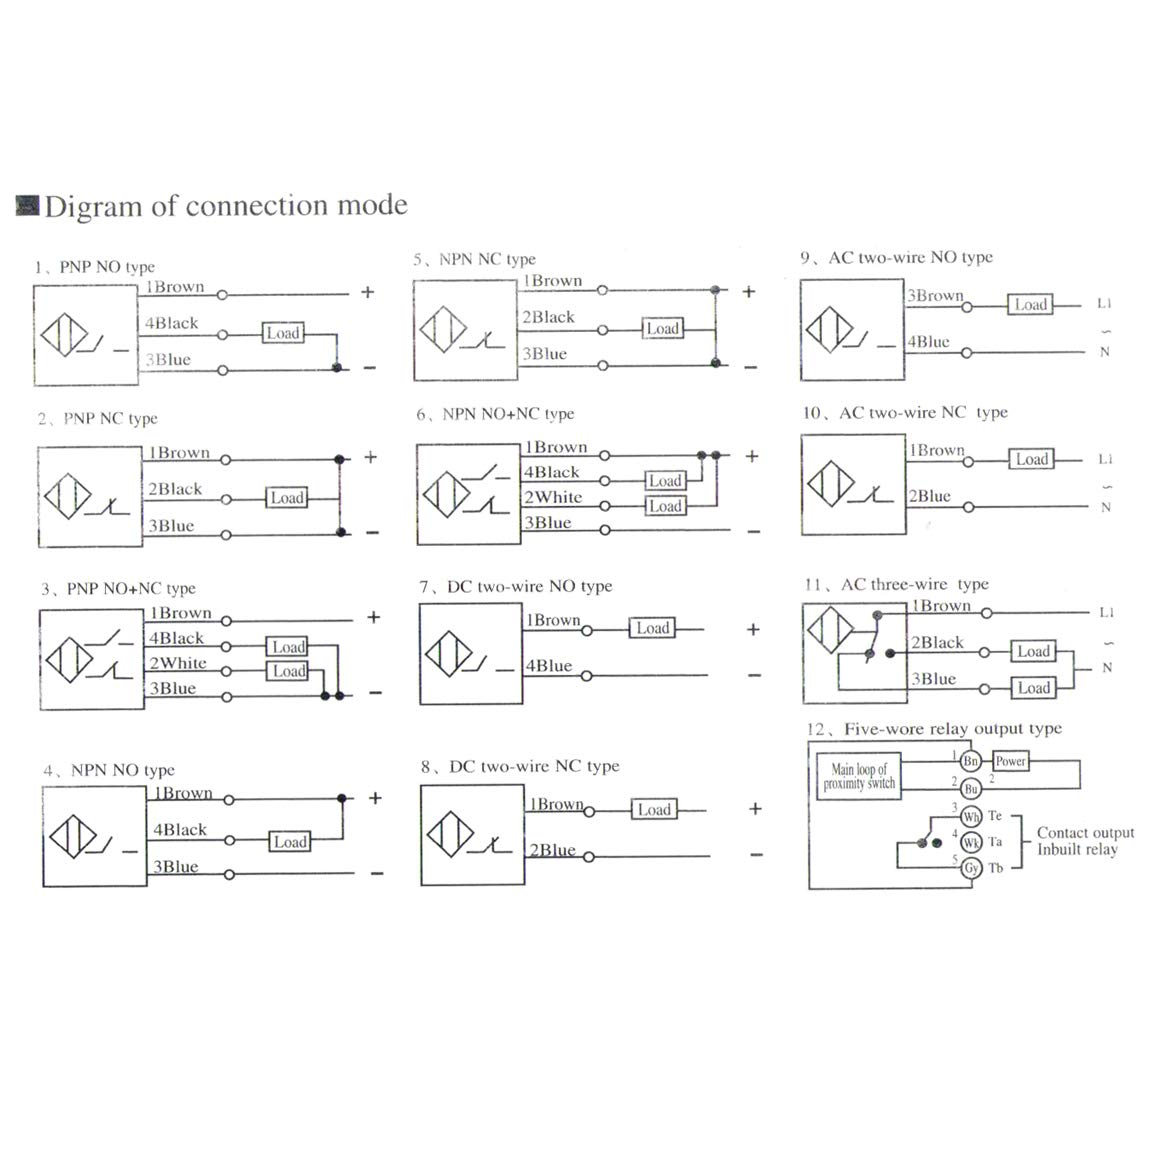 ■Digram of connection mode
1、PNP NO type
1Brown
+
4Black
Load
3Blue
−
2、PNP NC type
1Brown
+
2Black
Load
3Blue
−
3、PNP NO+NC type
1Brown
+
4Black
Load
2White
Load
3Blue
−
4、NPN NO type
1Brown
+
4Black
Load
3Blue
−
5、NPN NC type
1Brown
+
2Black
Load
3Blue
−
6、NPN NO+NC type
1Brown
+
4Black
Load
2White
Load
3Blue
−
7、DC two-wire NO type
1Brown
Load
+
4Blue
−
8、DC two-wire NC type
1Brown
Load
+
2Blue
−
9、AC two-wire NO type
3Brown
Load
L1
~
4Blue
N
10、AC two-wire NC type
1Brown
Load
L1
~
2Blue
N
11、AC three-wire type
1Brown
L1
~
2Black
Load
N
3Blue
Load
12、Five-wore relay output type
Main loop of
proximity switch
1 Bn Power
2 Bu 2
3 Wh Te
4 Wk Ta
5 Gy Tb
Contact output
Inbuilt relay